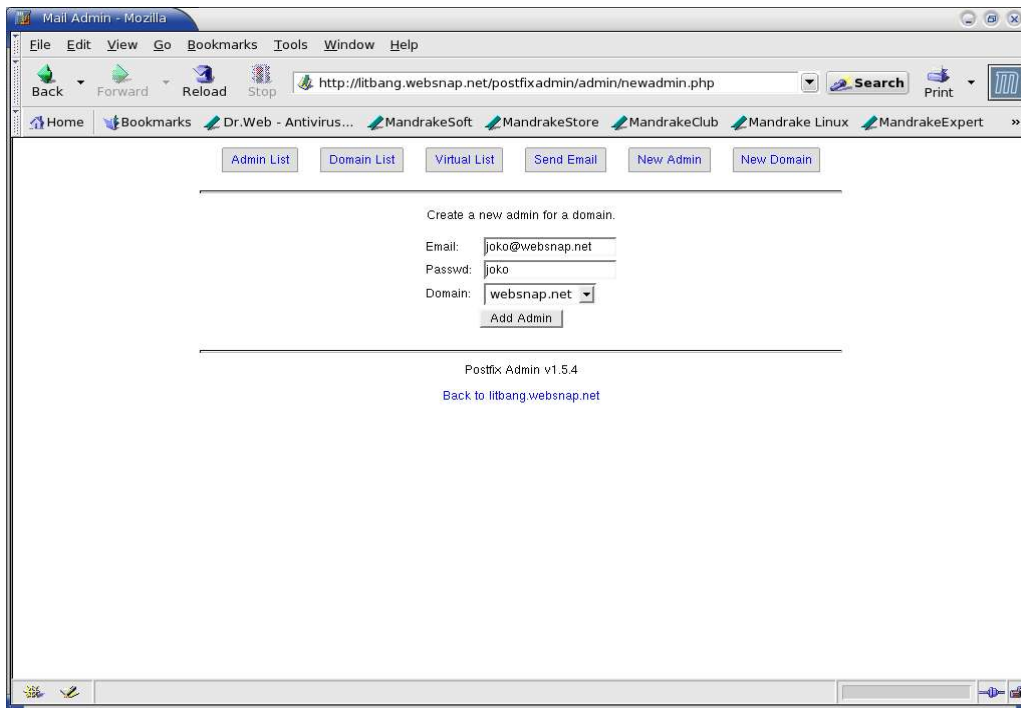 Mail Admin - Mozilla
File Edit View Go Bookmarks Tools Window Help
Back Forward Reload Stop http://litbang.websnap.net/postfixadmin/admin/newadmin.php Search Print
Home Bookmarks Dr.Web - Antivirus... MandrakeSoft MandrakeStore MandrakeClub Mandrake Linux MandrakeExpert »
Admin List Domain List Virtual List Send Email New Admin New Domain
Create a new admin for a domain.
Email: joko@websnap.net
Passwd: joko
Domain: websnap.net
Add Admin
Postfix Admin v1.5.4
Back to litbang.websnap.net